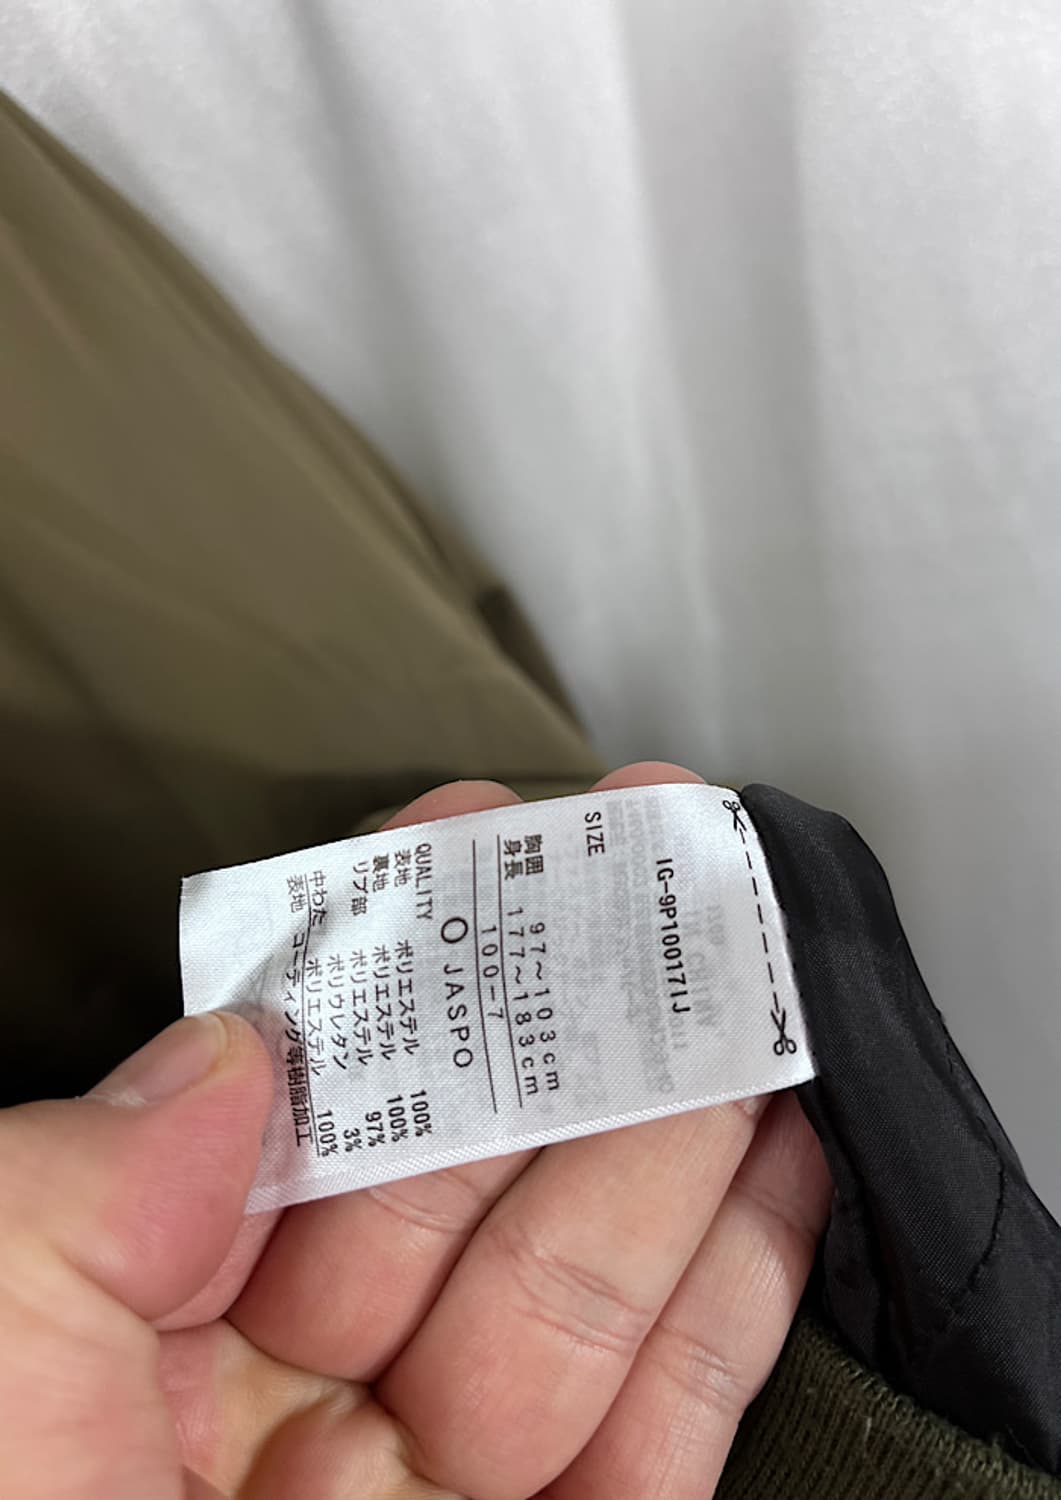 IG-9P100171J
SIZE
胸囲 97～103cm
身長 177～183cm
100-7
O JASPO
QUALITY
表地 ポリエステル 100%
裏地 ポリエステル 100%
リブ部 ポリエステル 97%
ポリウレタン 3%
中わた ポリエステル 100%
表地 コーティング等樹脂加工